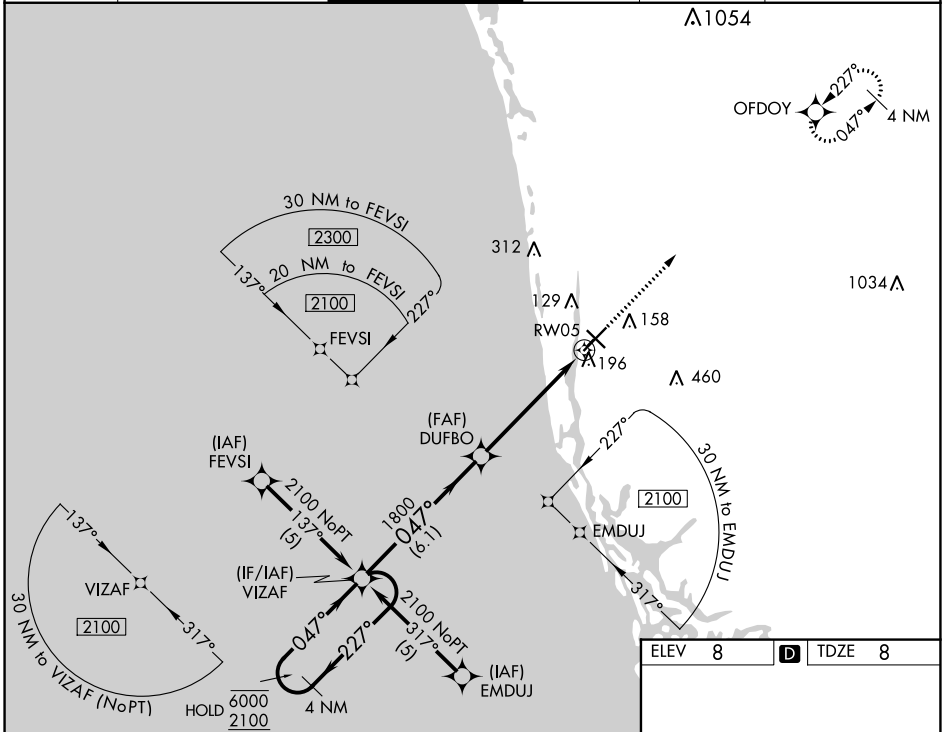 1054
227°
OFDOY
047°
4 NM
30 NM to FEVSI
2300
137°
20 NM to FEVSI
2100
227°
FEVSI
312
129
1034
RW05
158
196
460
(FAF)
DUFBO
(IAF)
FEVSI
2100 NoPT
137°
(5)
1800
047°
(6.1)
227°
30 NM to EMDUJ
2100
EMDUJ
317°
137°
VIZAF
2100
317°
30 NM to VIZAF (NoPT)
(IF/IAF)
VIZAF
047°
227°
2100 NoPT
317°
(5)
(IAF)
EMDUJ
HOLD 6000
2100
4 NM
ELEV 8 D TDZE 8